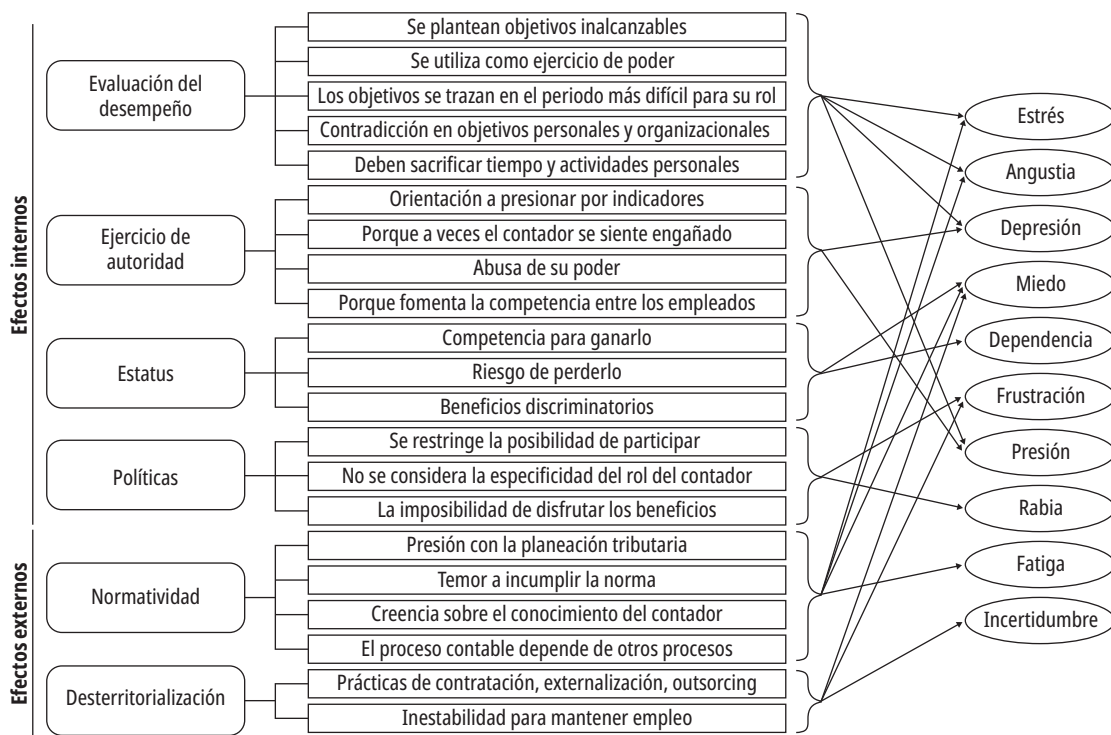 Efectos internos
Evaluación del
desempeño
Se plantean objetivos inalcanzables
Se utiliza como ejercicio de poder
Los objetivos se trazan en el periodo más difícil para su rol
Contradicción en objetivos personales y organizacionales
Deben sacrificar tiempo y actividades personales
Ejercicio de
autoridad
Orientación a presionar por indicadores
Porque a veces el contador se siente engañado
Abusa de su poder
Porque fomenta la competencia entre los empleados
Estatus
Competencia para ganarlo
Riesgo de perderlo
Beneficios discriminatorios
Políticas
Se restringe la posibilidad de participar
No se considera la especificidad del rol del contador
La imposibilidad de disfrutar los beneficios
Efectos externos
Normatividad
Presión con la planeación tributaria
Temor a incumplir la norma
Creencia sobre el conocimiento del contador
El proceso contable depende de otros procesos
Desterritorialización
Prácticas de contratación, externalización, outsorcing
Inestabilidad para mantener empleo
Estrés
Angustia
Depresión
Miedo
Dependencia
Frustración
Presión
Rabia
Fatiga
Incertidumbre